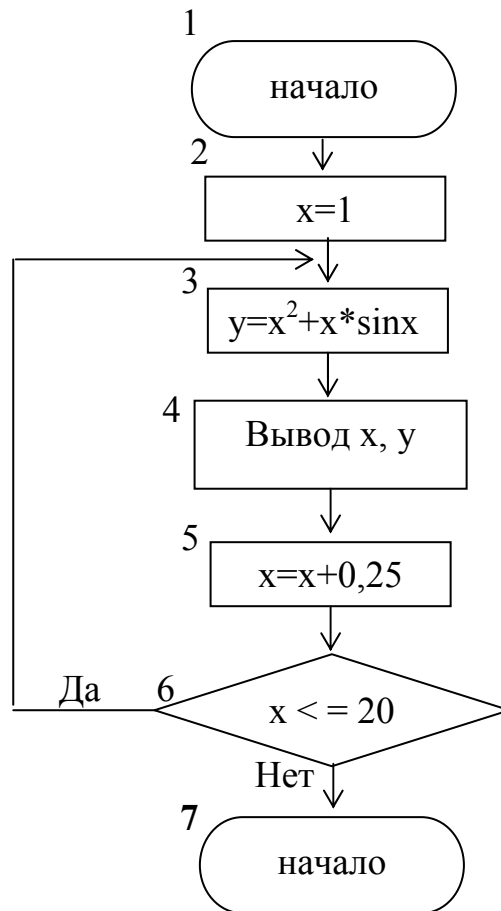 1
начало
2
x=1
3
y=x²+x*sinx
4
Вывод x, y
5
x=x+0,25
Да
6
x < = 20
Нет
7
начало